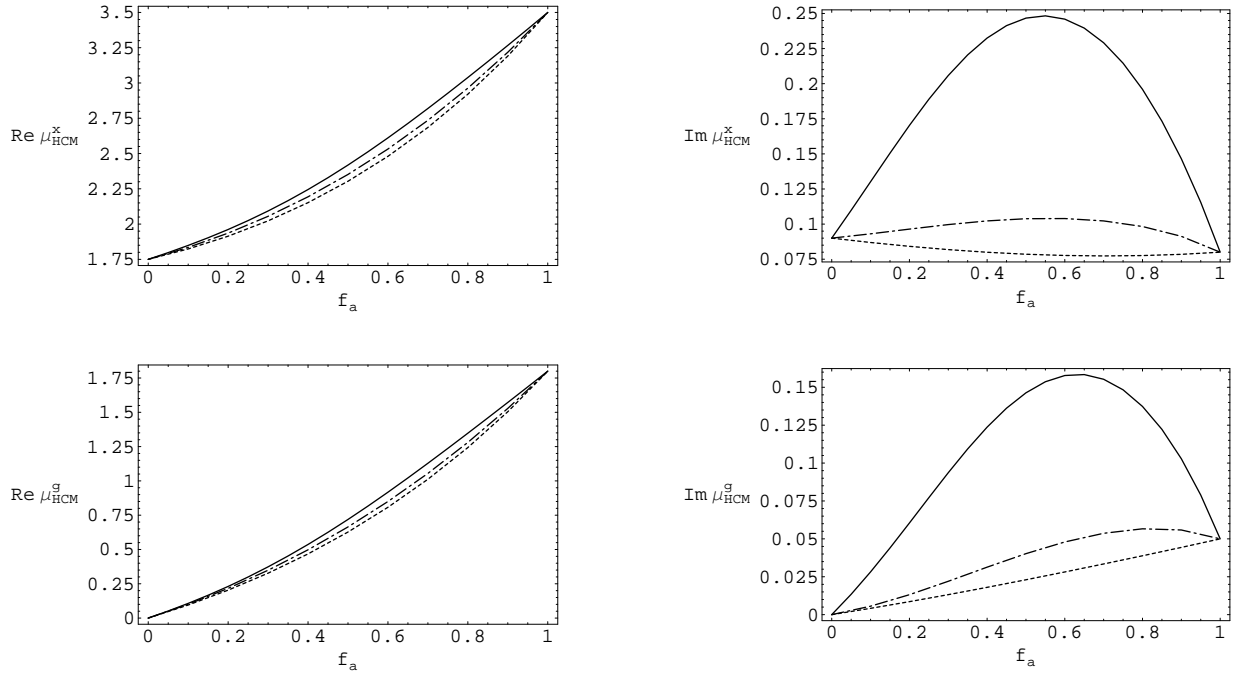 3.5
3.25
3
2.75
Re μ^x_HCM 2.5
2.25
2
1.75
0 0.2 0.4 0.6 0.8 1
f_a
0.25
0.225
0.2
0.175
Im μ^x_HCM 0.15
0.125
0.1
0.075
0 0.2 0.4 0.6 0.8 1
f_a
1.75
1.5
1.25
1
Re μ^g_HCM 0.75
0.5
0.25
0
0 0.2 0.4 0.6 0.8 1
f_a
0.15
0.125
0.1
Im μ^g_HCM 0.075
0.05
0.025
0
0 0.2 0.4 0.6 0.8 1
f_a